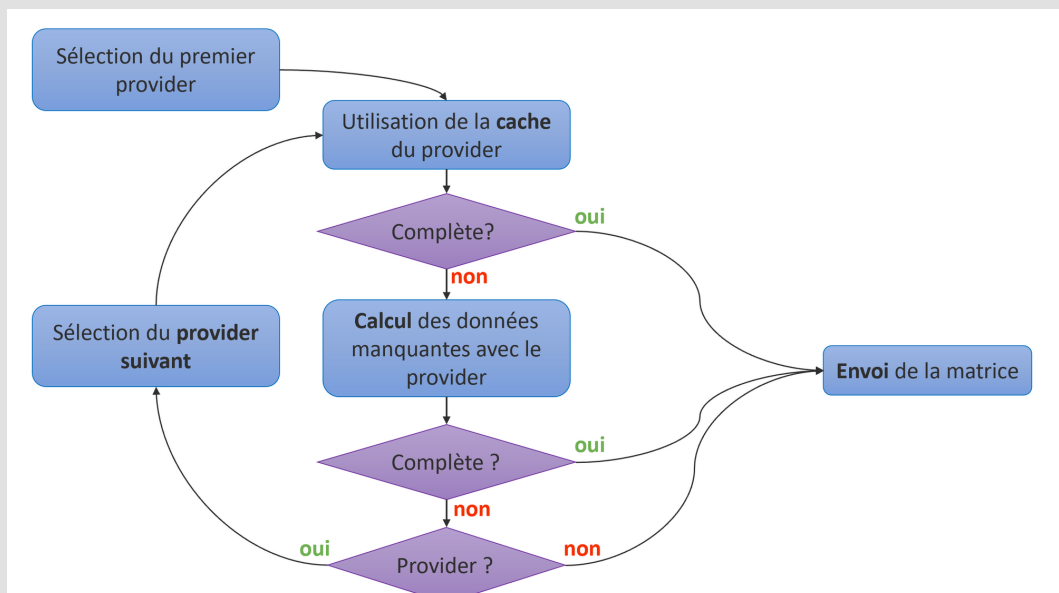 Sélection du premier
provider
Utilisation de la cache
du provider
Complète?
oui
non
Calcul des données
manquantes avec le
provider
Sélection du provider
suivant
Envoi de la matrice
Complète ?
oui
non
Provider ?
oui
non